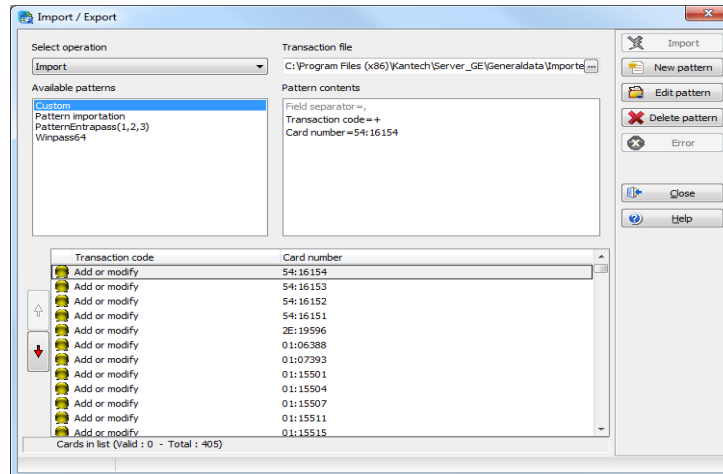 Import / Export
Select operation
Import
Transaction file
C:\Program Files (x86)\Kantech\Server_GE\Generaldata\Importe
...
Available patterns
Custom
Pattern importation
PatternEntrapass(1,2,3)
Winpass64
Pattern contents
Field separator=,
Transaction code=+
Card number=54:16154
Import
New pattern
Edit pattern
Delete pattern
Error
Close
Help
Transaction code Card number
Add or modify 54:16154
Add or modify 54:16153
Add or modify 54:16152
Add or modify 54:16151
Add or modify 2E:19596
Add or modify 01:06388
Add or modify 01:07393
Add or modify 01:15501
Add or modify 01:15504
Add or modify 01:15507
Add or modify 01:15511
Add or modify 01:15515
Cards in list (Valid : 0 - Total : 405)